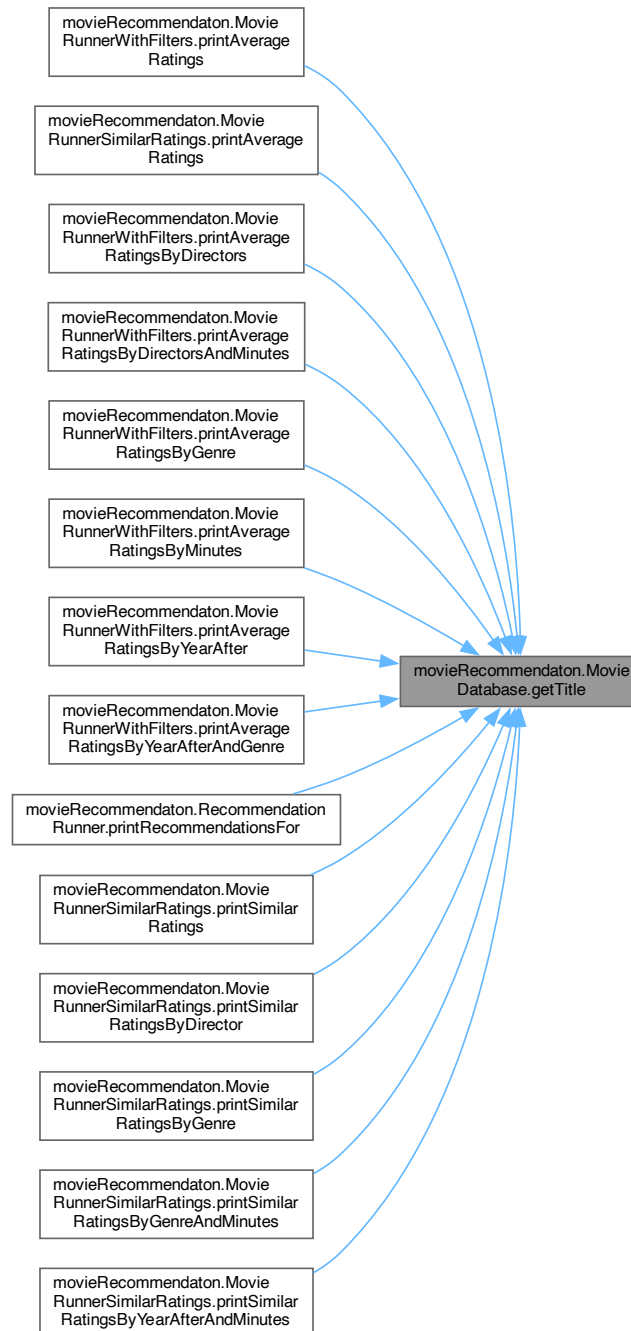 movieRecommendaton.Movie
RunnerWithFilters.printAverage
Ratings
movieRecommendaton.Movie
RunnerSimilarRatings.printAverage
Ratings
movieRecommendaton.Movie
RunnerWithFilters.printAverage
RatingsByDirectors
movieRecommendaton.Movie
RunnerWithFilters.printAverage
RatingsByDirectorsAndMinutes
movieRecommendaton.Movie
RunnerWithFilters.printAverage
RatingsByGenre
movieRecommendaton.Movie
RunnerWithFilters.printAverage
RatingsByMinutes
movieRecommendaton.Movie
RunnerWithFilters.printAverage
RatingsByYearAfter
movieRecommendaton.Movie
Database.getTitle
movieRecommendaton.Movie
RunnerWithFilters.printAverage
RatingsByYearAfterAndGenre
movieRecommendaton.Recommendation
Runner.printRecommendationsFor
movieRecommendaton.Movie
RunnerSimilarRatings.printSimilar
Ratings
movieRecommendaton.Movie
RunnerSimilarRatings.printSimilar
RatingsByDirector
movieRecommendaton.Movie
RunnerSimilarRatings.printSimilar
RatingsByGenre
movieRecommendaton.Movie
RunnerSimilarRatings.printSimilar
RatingsByGenreAndMinutes
movieRecommendaton.Movie
RunnerSimilarRatings.printSimilar
RatingsByYearAfterAndMinutes